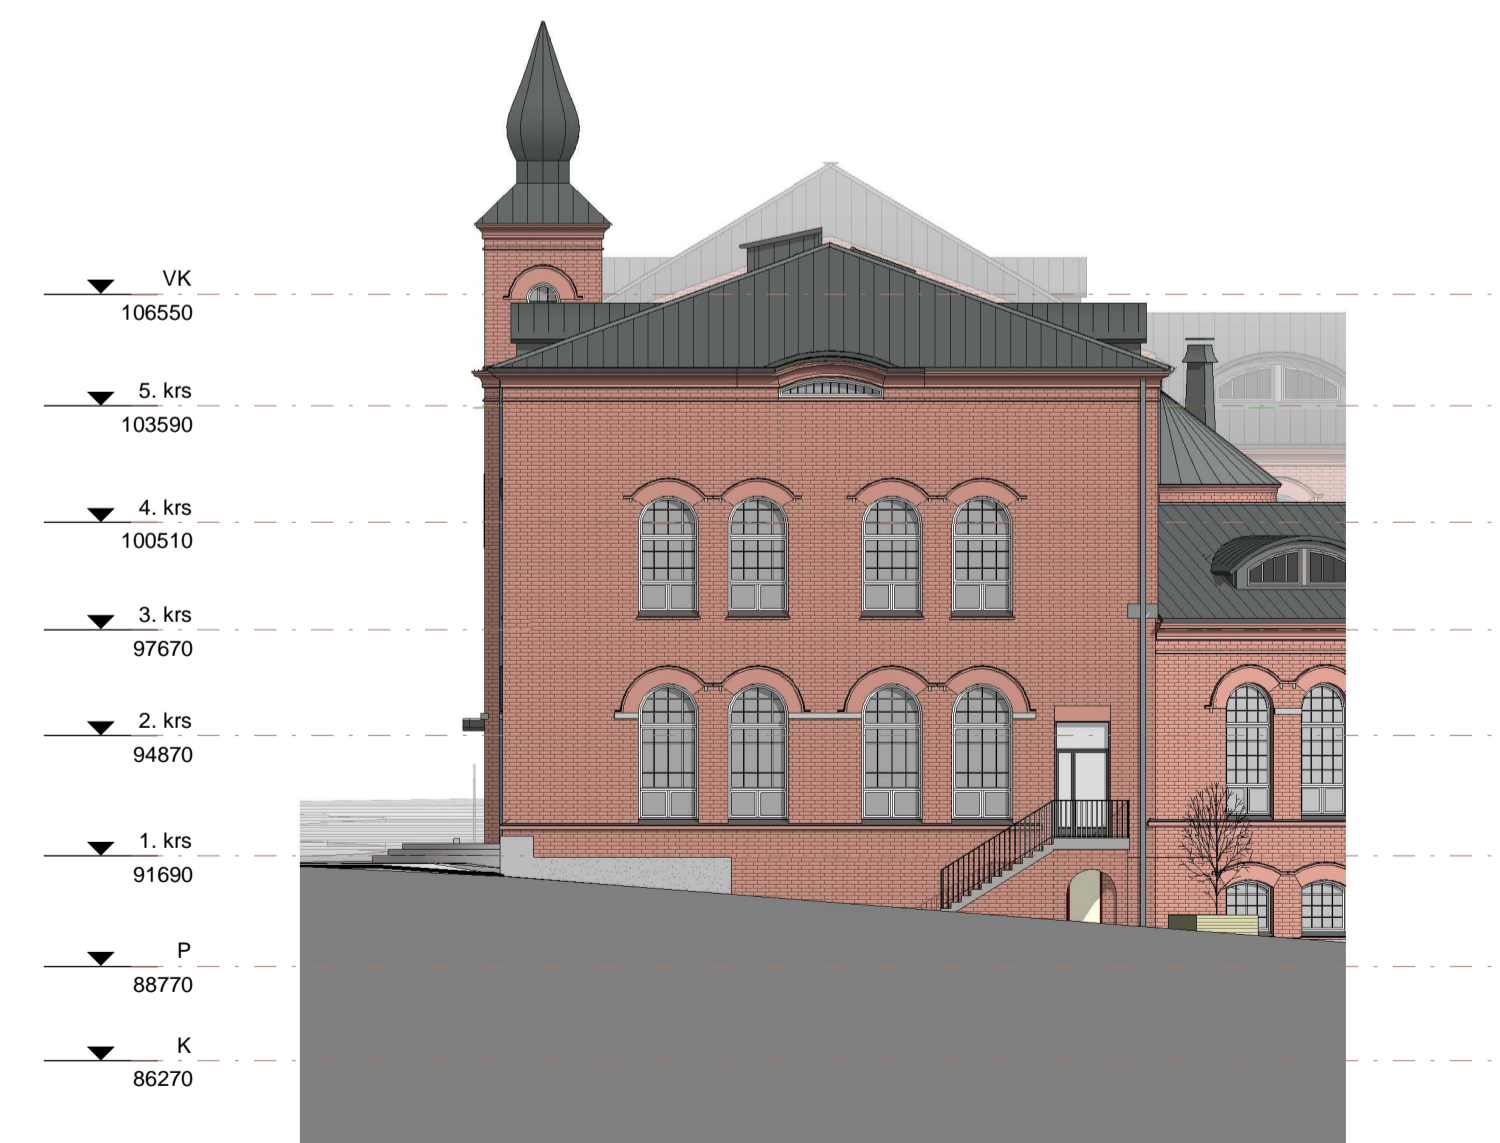 VK
106550
5. krs
103590
4. krs
100510
3. krs
97670
2. krs
94870
1. krs
91690
P
88770
K
86270